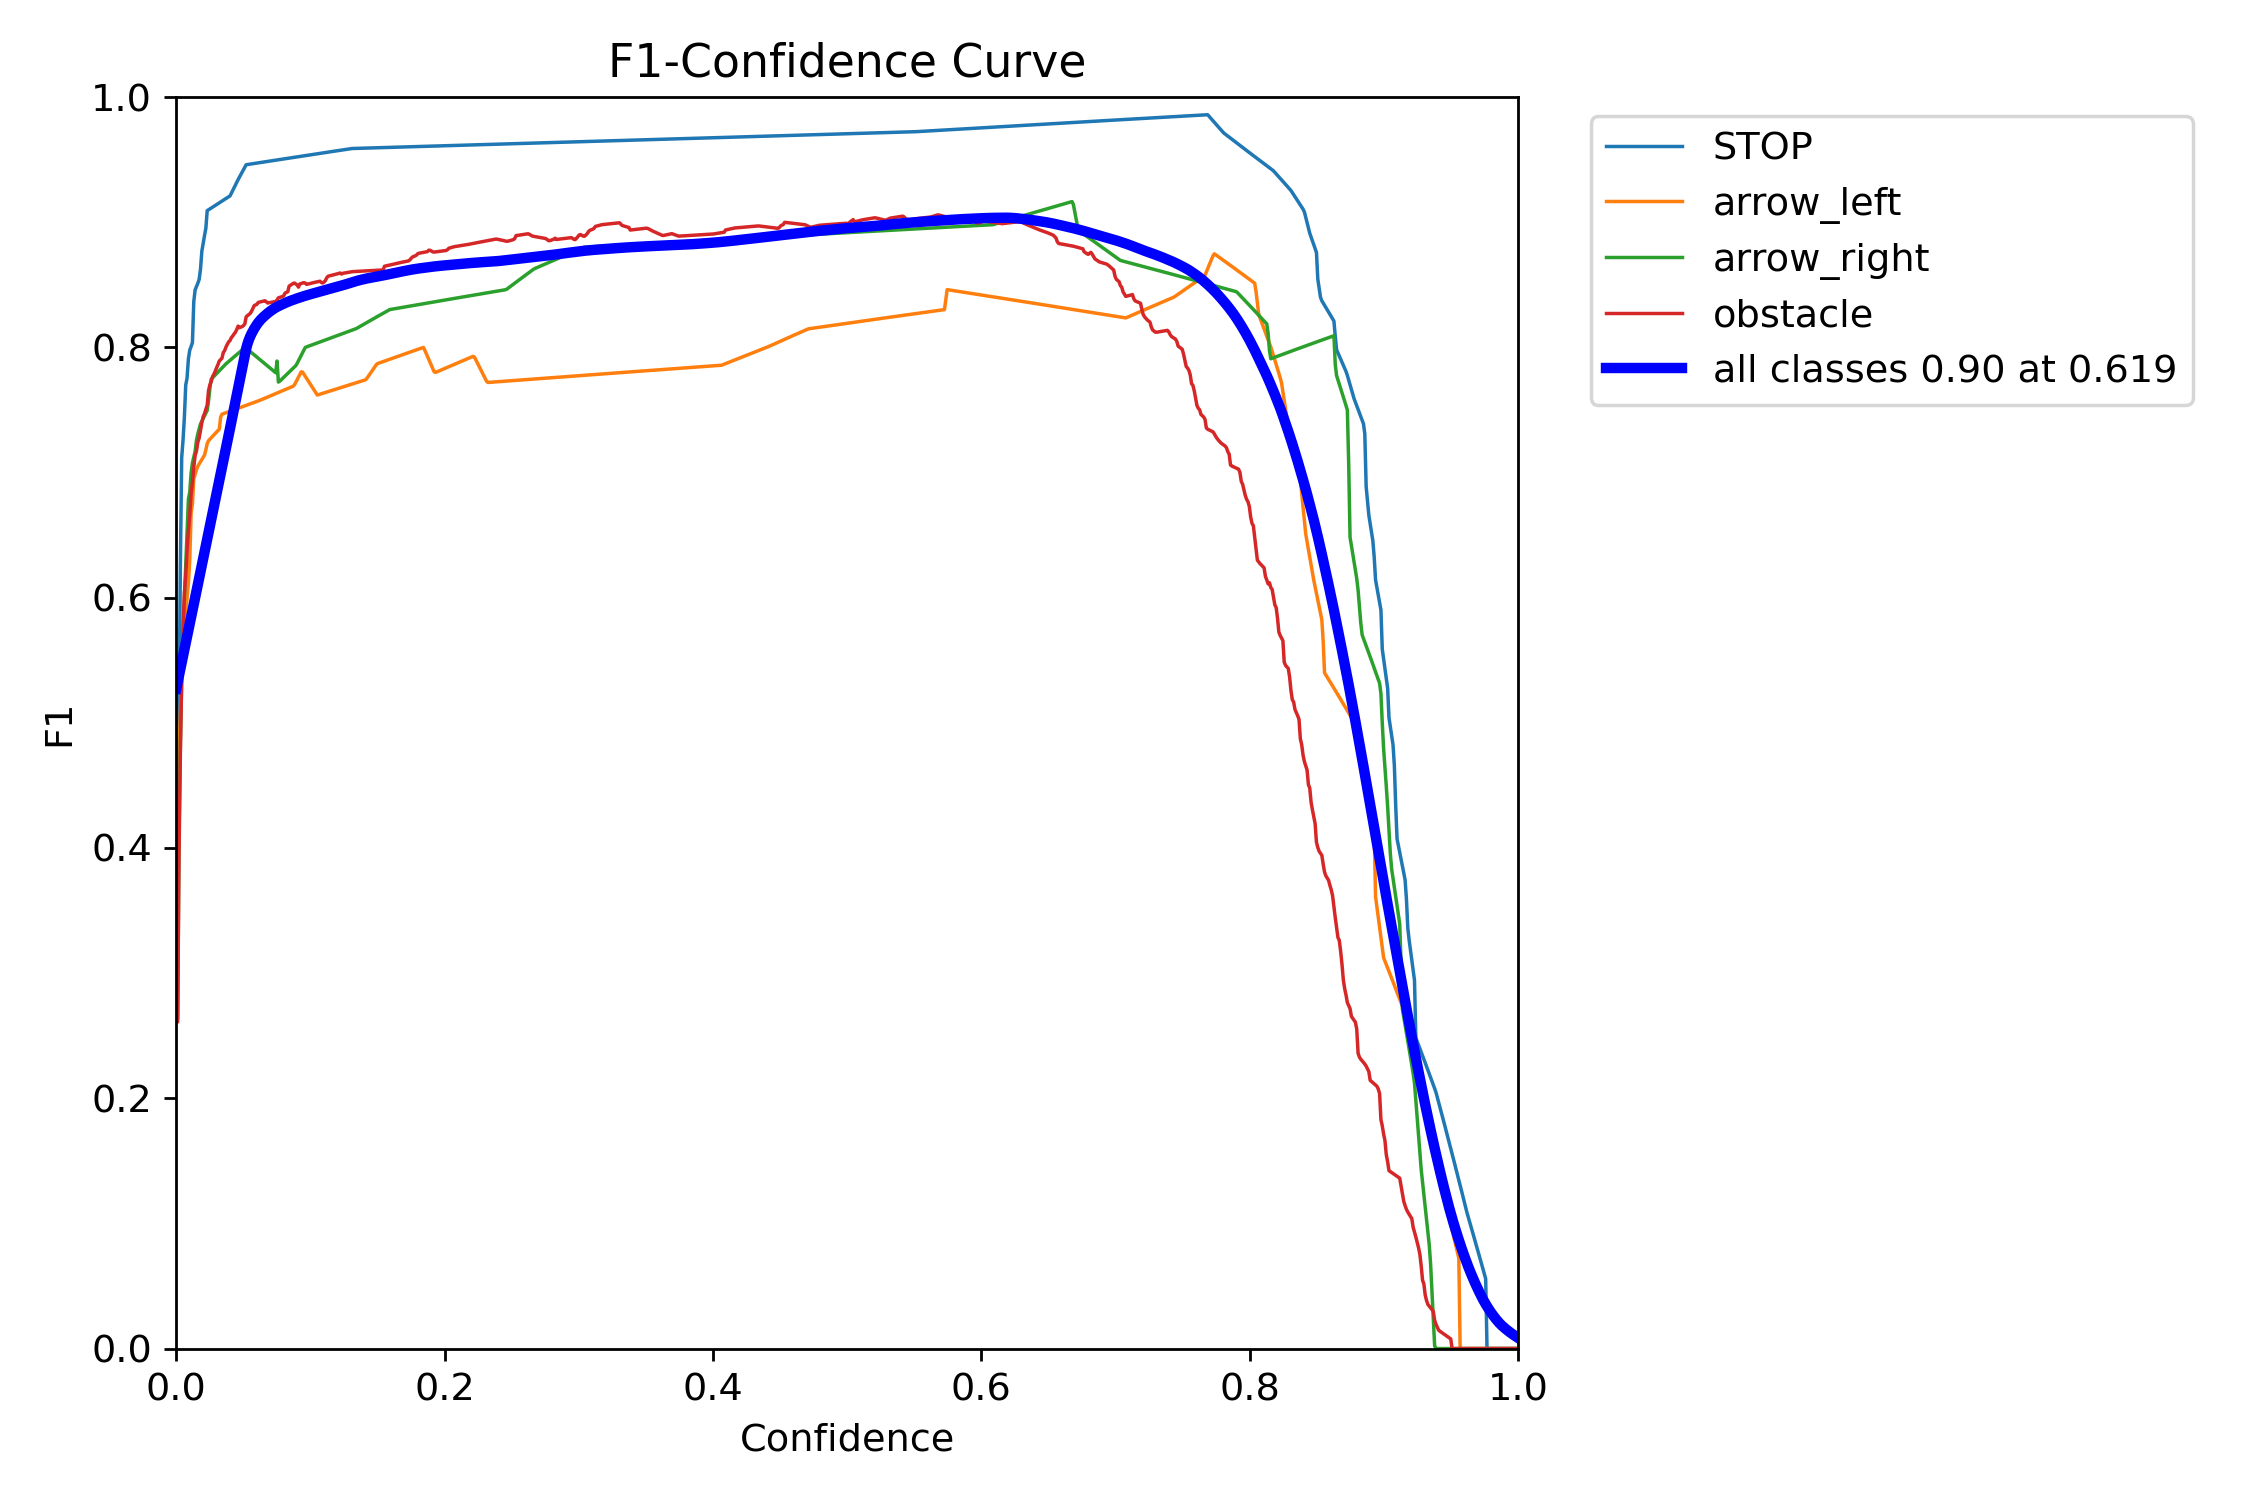 F1-Confidence Curve
1.0
0.8
0.6
0.4
0.2
0.0
F1
0.0 0.2 0.4 0.6 0.8 1.0
Confidence
STOP
arrow_left
arrow_right
obstacle
all classes 0.90 at 0.619